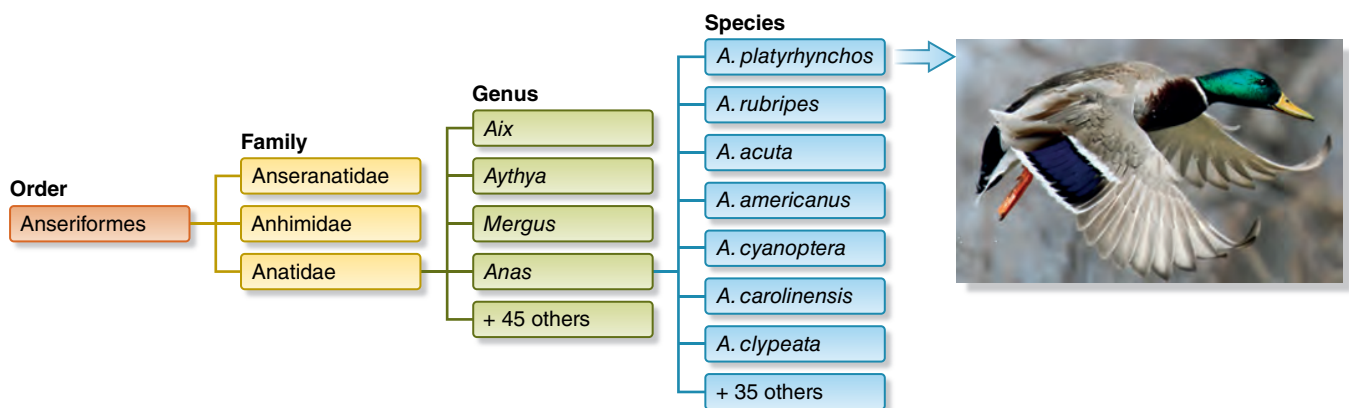 Order
Anseriformes
Family
Anseranatidae
Anhimidae
Anatidae
Genus
Aix
Aythya
Mergus
Anas
+ 45 others
Species
A. platyrhynchos
A. rubripes
A. acuta
A. americanus
A. cyanoptera
A. carolinensis
A. clypeata
+ 35 others